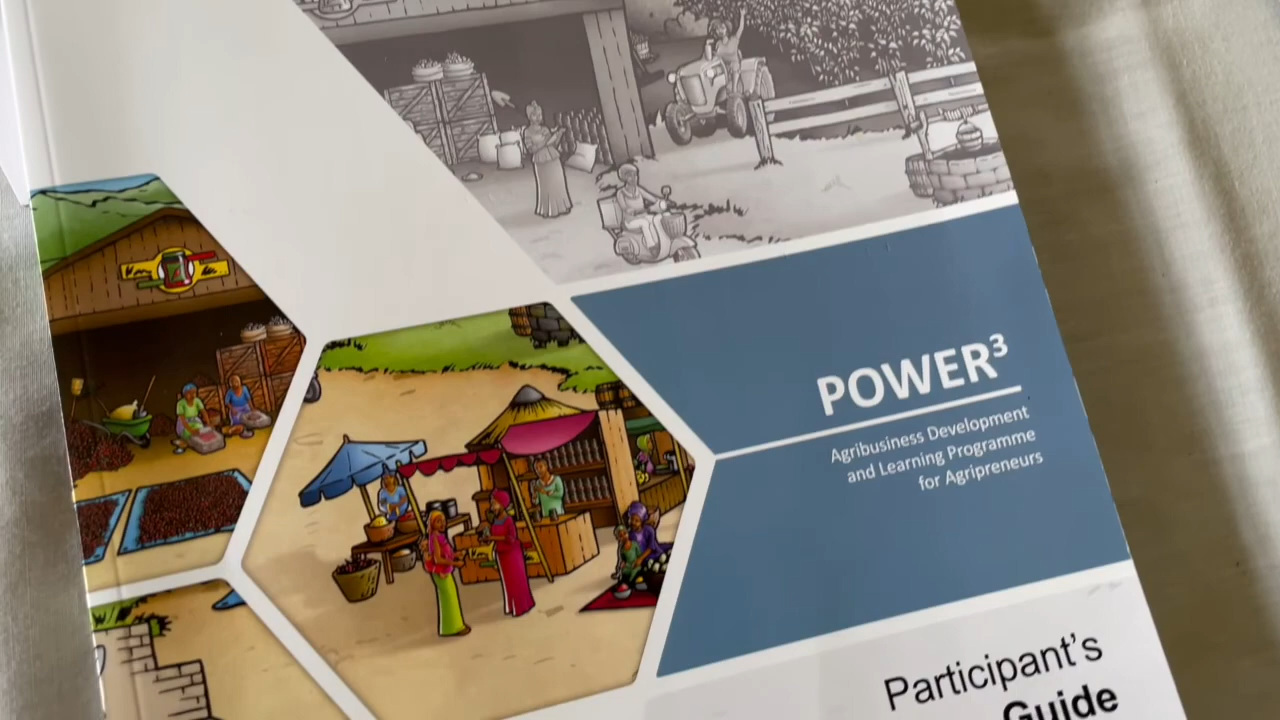 POWER³
Agribusiness Development
and Learning Programme
for Agripreneurs
Participant's
Guide